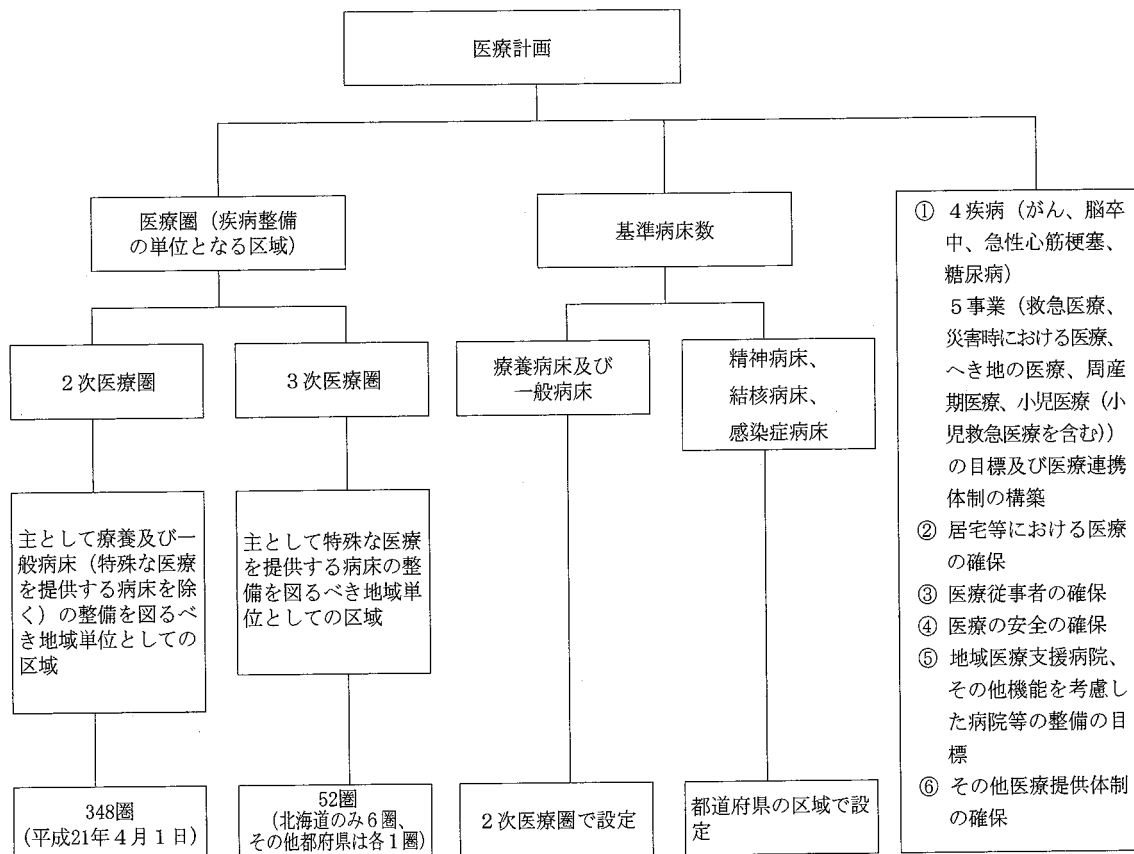 医療計画
医療圏（疾病整備
の単位となる区域）
基準病床数
２次医療圏
３次医療圏
療養病床及び
一般病床
精神病床、
結核病床、
感染症病床
主として療養及び一
般病床（特殊な医療
を提供する病床を除
く）の整備を図るべ
き地域単位としての
区域
主として特殊な医療
を提供する病床の整
備を図るべき地域単
位としての区域
348圏
（平成21年４月１日）
52圏
（北海道のみ６圏、
その他都府県は各１圏）
２次医療圏で設定
都道府県の区域で設
定
① ４疾病（がん、脳卒
中、急性心筋梗塞、
糖尿病）
５事業（救急医療、
災害時における医療、
へき地の医療、周産
期医療、小児医療（小
児救急医療を含む））
の目標及び医療連携
体制の構築
② 居宅等における医療
の確保
③ 医療従事者の確保
④ 医療の安全の確保
⑤ 地域医療支援病院、
その他機能を考慮し
た病院等の整備の目
標
⑥ その他医療提供体制
の確保